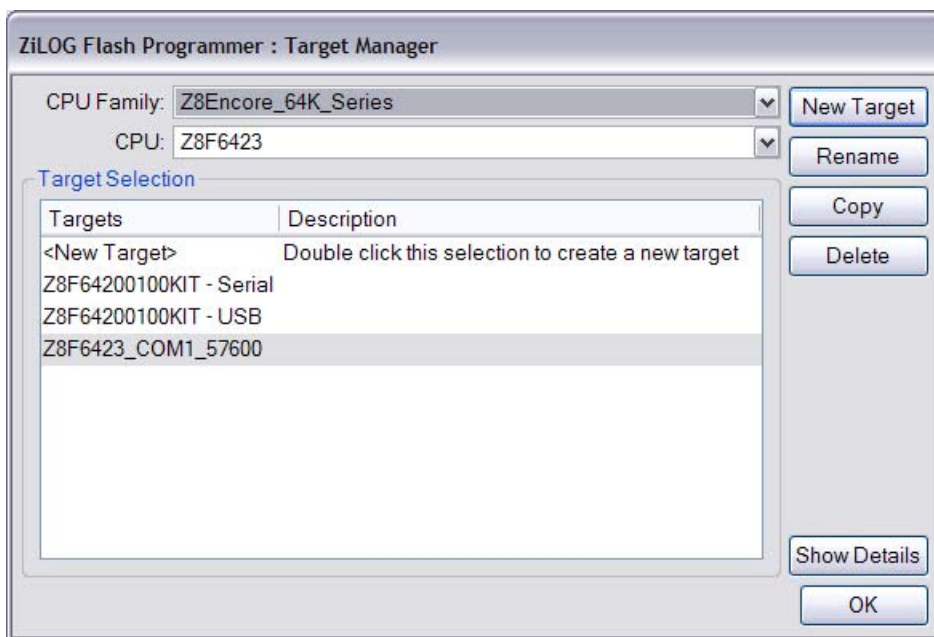 ZiLOG Flash Programmer : Target Manager
CPU Family: Z8Encore_64K_Series
New Target
CPU: Z8F6423
Rename
Target Selection
Copy
Targets Description
<New Target> Double click this selection to create a new target
Delete
Z8F64200100KIT - Serial
Z8F64200100KIT - USB
Z8F6423_COM1_57600
Show Details
OK